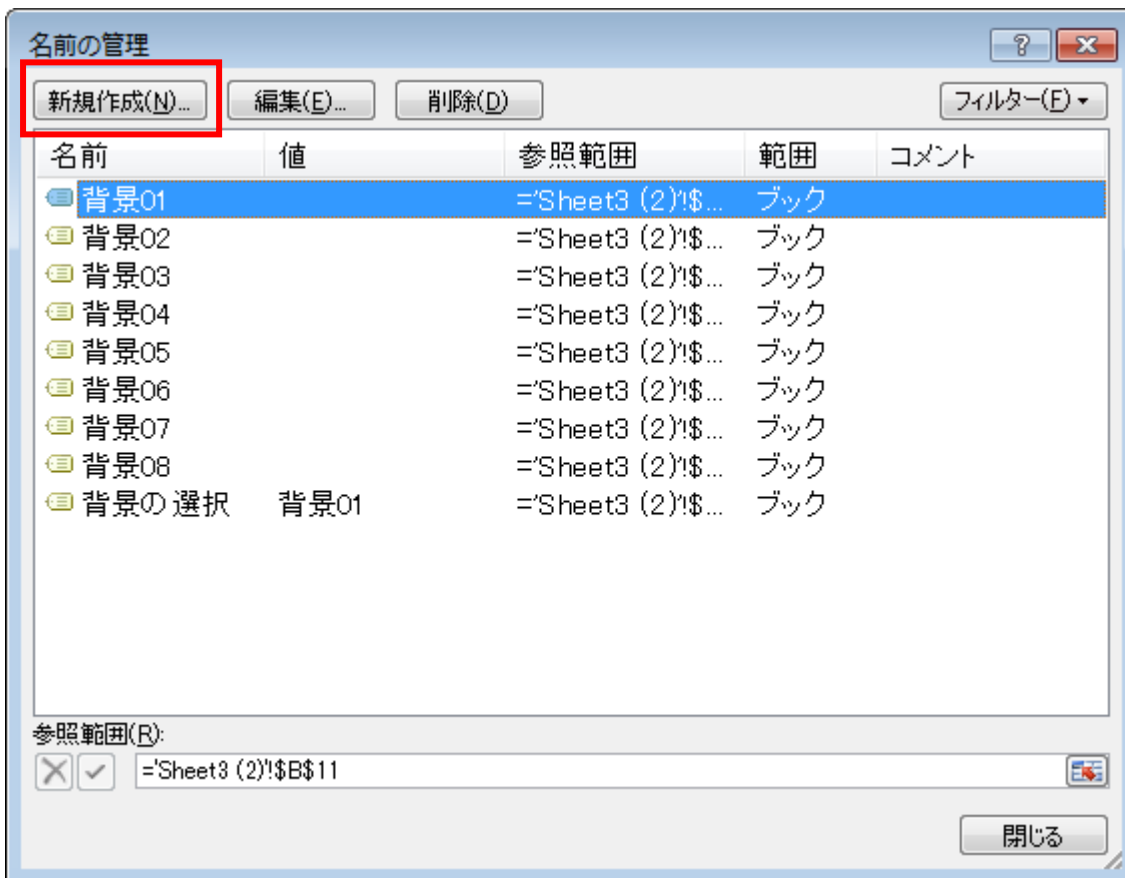 名前の管理
新規作成(N)... 編集(E)... 削除(D) フィルター(F)
名前 値 参照範囲 範囲 コメント
背景01 ='Sheet3 (2)'!$... ブック
背景02 ='Sheet3 (2)'!$... ブック
背景03 ='Sheet3 (2)'!$... ブック
背景04 ='Sheet3 (2)'!$... ブック
背景05 ='Sheet3 (2)'!$... ブック
背景06 ='Sheet3 (2)'!$... ブック
背景07 ='Sheet3 (2)'!$... ブック
背景08 ='Sheet3 (2)'!$... ブック
背景の選択 背景01 ='Sheet3 (2)'!$... ブック
参照範囲(R):
='Sheet3 (2)'!$B$11
閉じる